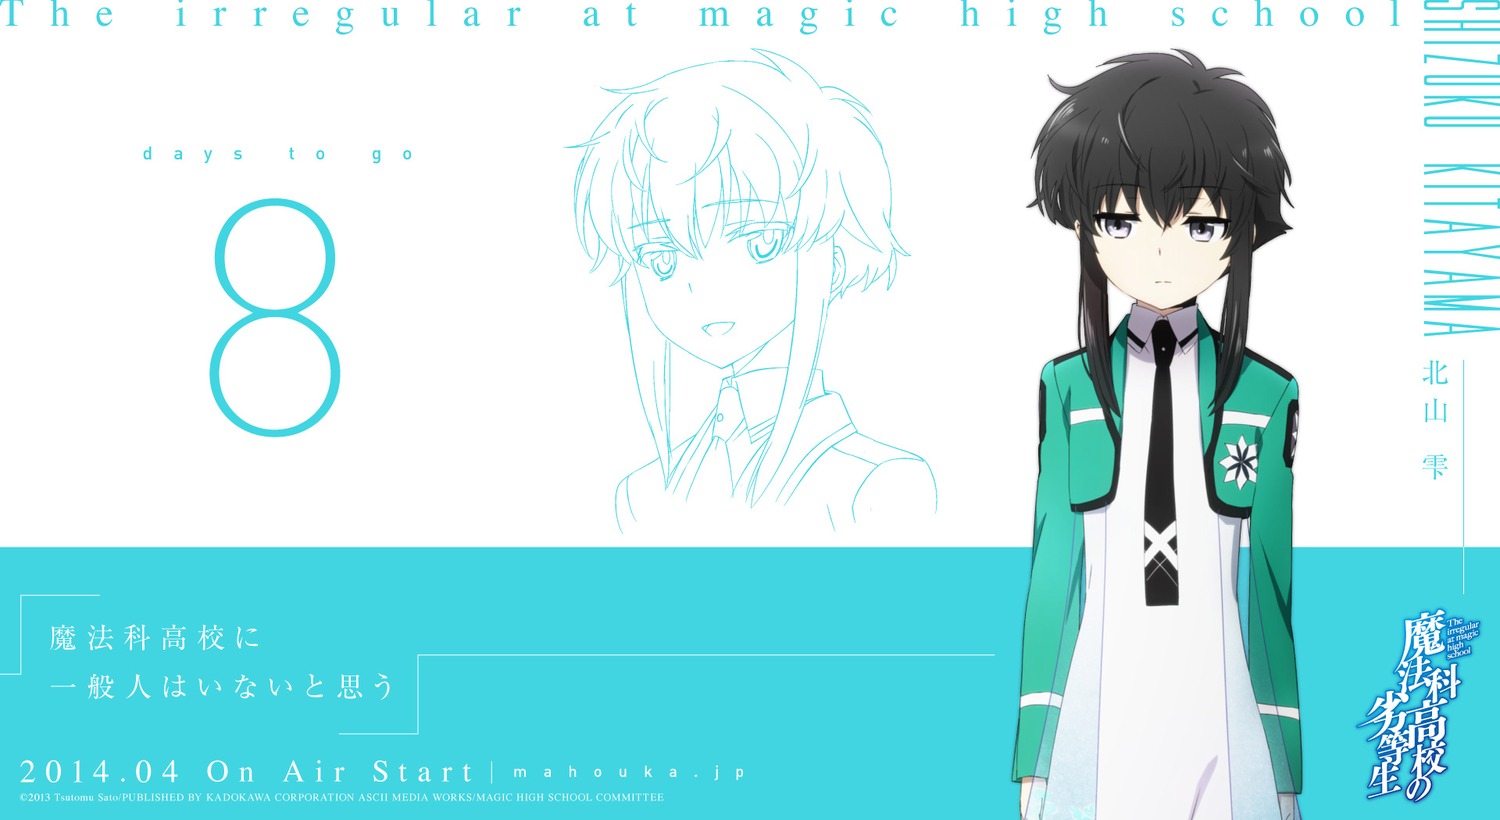 The irregular at magic high school
SHIZUKU KITAYAMA
北山 雫
days to go
8
魔法科高校に
一般人はいないと思う
2014.04 On Air Start | mahouka.jp
©2013 Tsutomu Sato/PUBLISHED BY KADOKAWA CORPORATION ASCII MEDIA WORKS/MAGIC HIGH SCHOOL COMMITTEE
The
irregular
at magic
high
school
魔法科高校の
劣等生